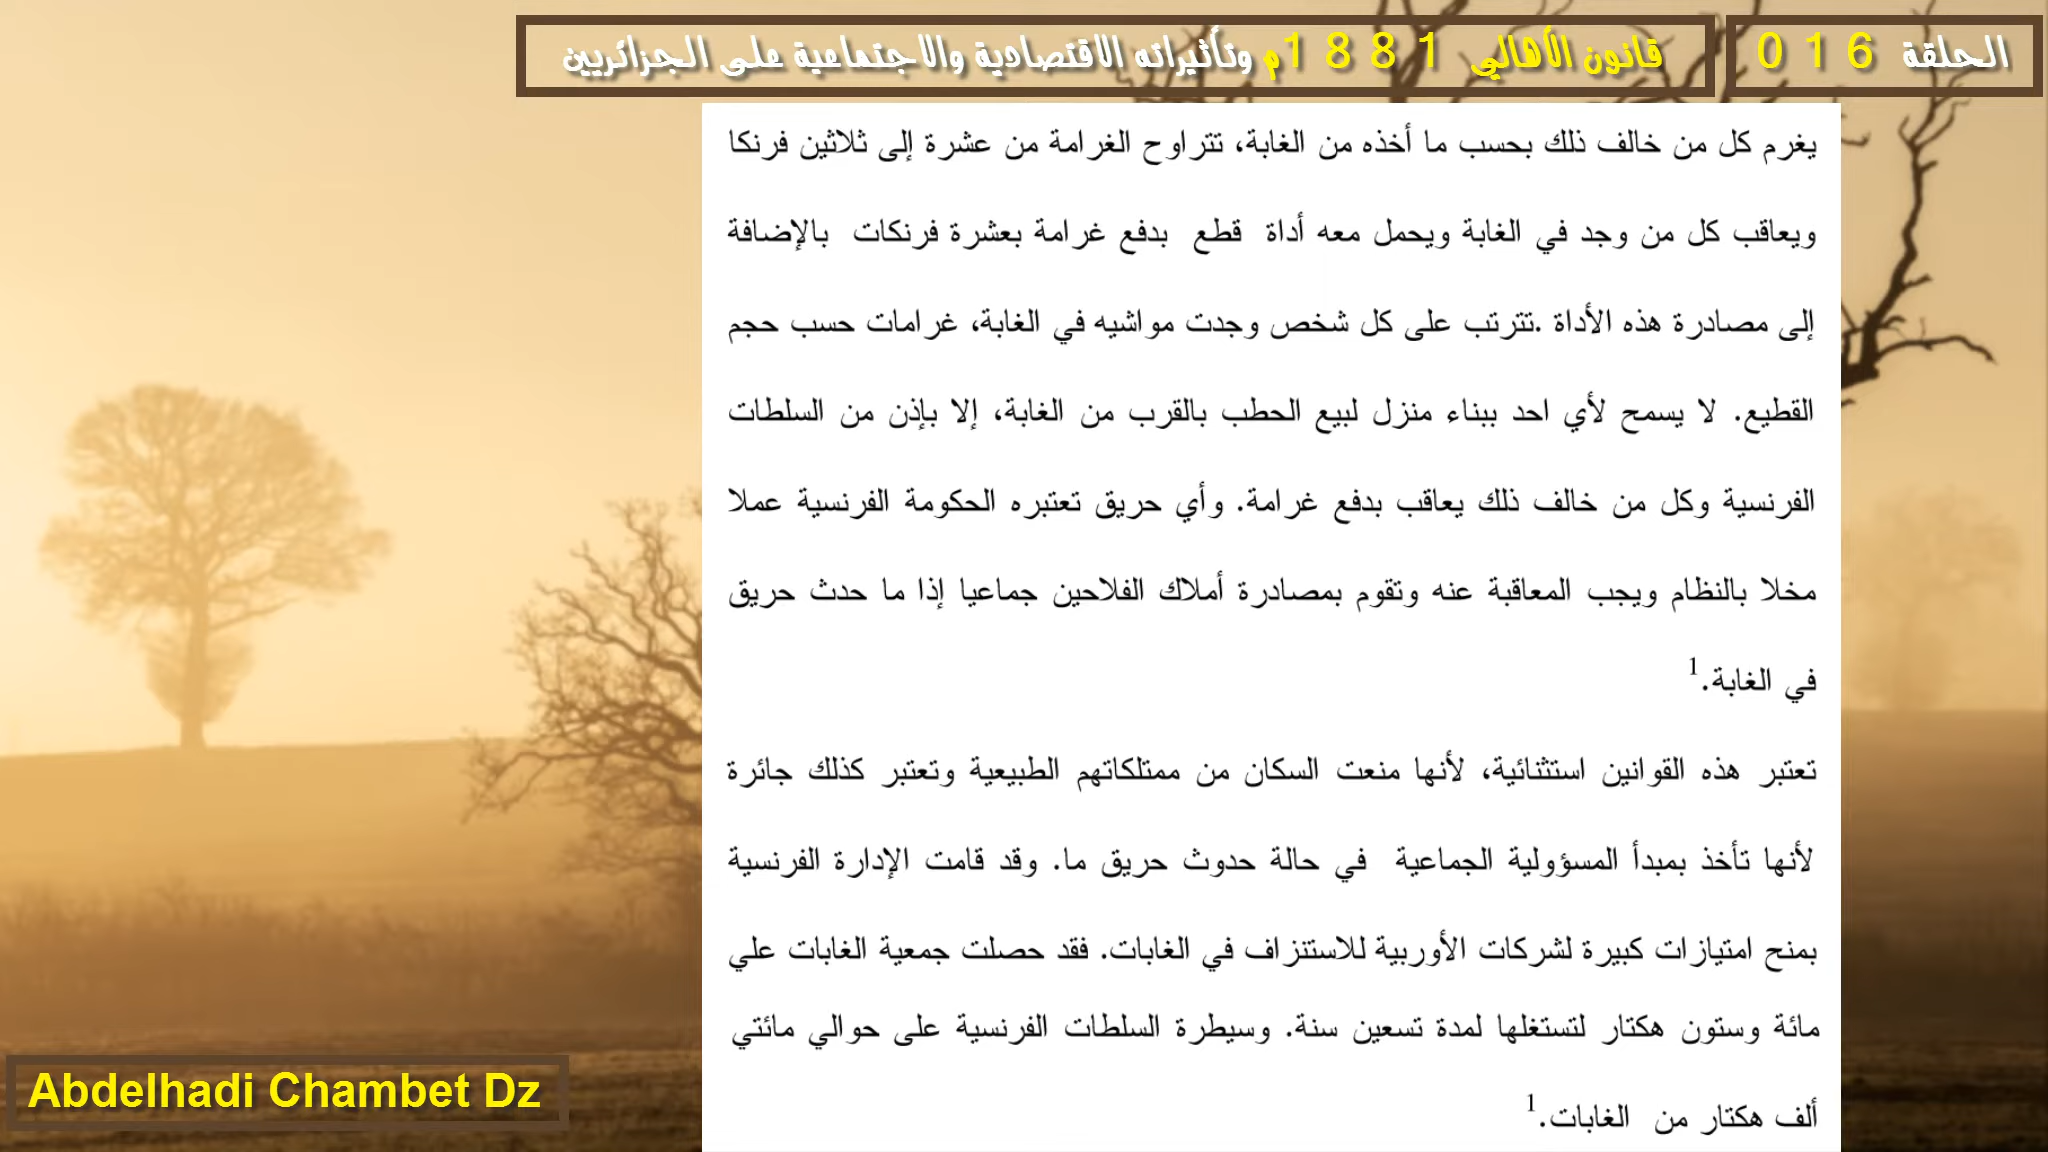 الحلقة 016
قانون الأهالي 1881م وتأثيراته الاقتصادية والاجتماعية على الجزائريين
يغرم كل من خالف ذلك بحسب ما أخذه من الغابة، تتراوح الغرامة من عشرة إلى ثلاثين فرنكا
ويعاقب كل من وجد في الغابة ويحمل معه أداة قطع بدفع غرامة بعشرة فرنكات بالإضافة
إلى مصادرة هذه الأداة .تترتب على كل شخص وجدت مواشيه في الغابة، غرامات حسب حجم
القطيع. لا يسمح لأي احد ببناء منزل لبيع الحطب بالقرب من الغابة، إلا بإذن من السلطات
الفرنسية وكل من خالف ذلك يعاقب بدفع غرامة. وأي حريق تعتبره الحكومة الفرنسية عملا
مخلا بالنظام ويجب المعاقبة عنه وتقوم بمصادرة أملاك الفلاحين جماعيا إذا ما حدث حريق
في الغابة.1
تعتبر هذه القوانين استثنائية، لأنها منعت السكان من ممتلكاتهم الطبيعية وتعتبر كذلك جائرة
لأنها تأخذ بمبدأ المسؤولية الجماعية في حالة حدوث حريق ما. وقد قامت الإدارة الفرنسية
بمنح امتيازات كبيرة لشركات الأوربية للاستنزاف في الغابات. فقد حصلت جمعية الغابات علي
مائة وستون هكتار لتستغلها لمدة تسعين سنة. وسيطرة السلطات الفرنسية على حوالي مائتي
ألف هكتار من الغابات.1
Abdelhadi Chambet Dz